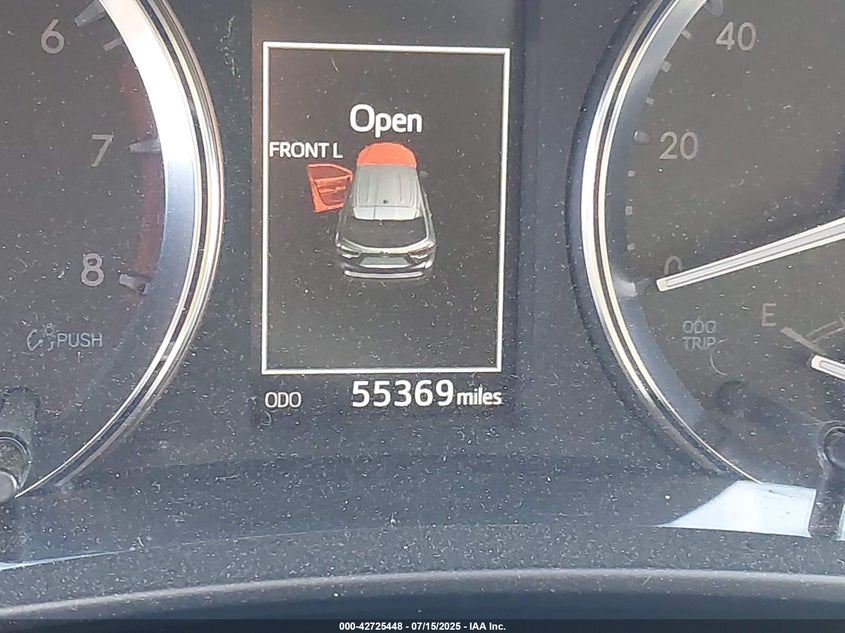 6
7
8
PUSH
Open
FRONT L
ODO 55369 miles
40
20
0
E
ODO
TRIP
000-42725448 - 07/15/2025 - IAA Inc.